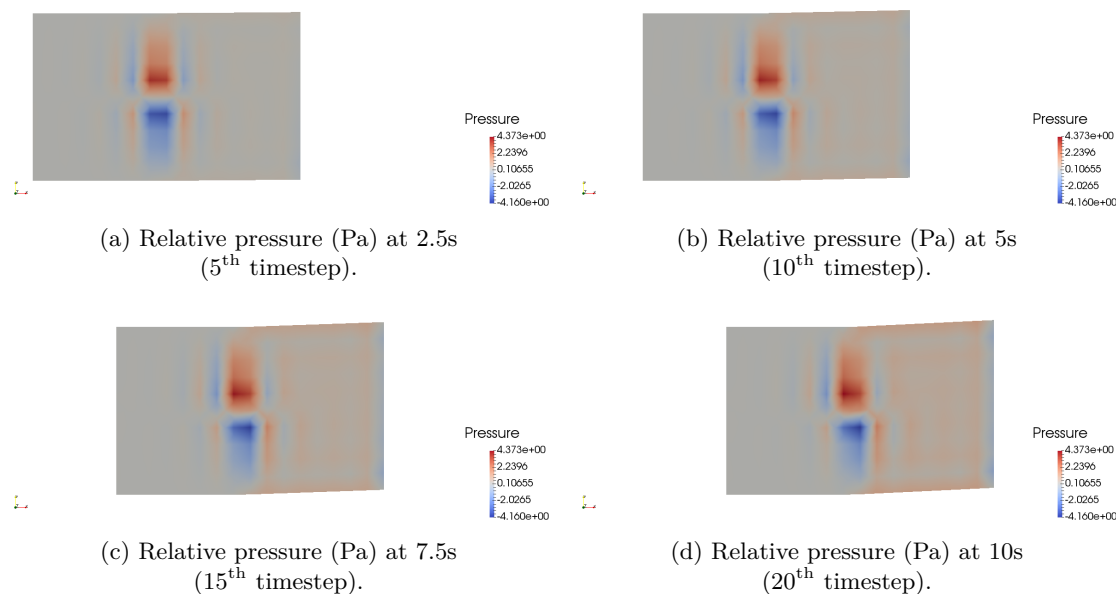 Pressure
4.373e+00
2.2396
0.10655
-2.0265
-4.160e+00
(a) Relative pressure (Pa) at 2.5s
(5th timestep).
Pressure
4.373e+00
2.2396
0.10655
-2.0265
-4.160e+00
(b) Relative pressure (Pa) at 5s
(10th timestep).
Pressure
4.373e+00
2.2396
0.10655
-2.0265
-4.160e+00
(c) Relative pressure (Pa) at 7.5s
(15th timestep).
Pressure
4.373e+00
2.2396
0.10655
-2.0265
-4.160e+00
(d) Relative pressure (Pa) at 10s
(20th timestep).